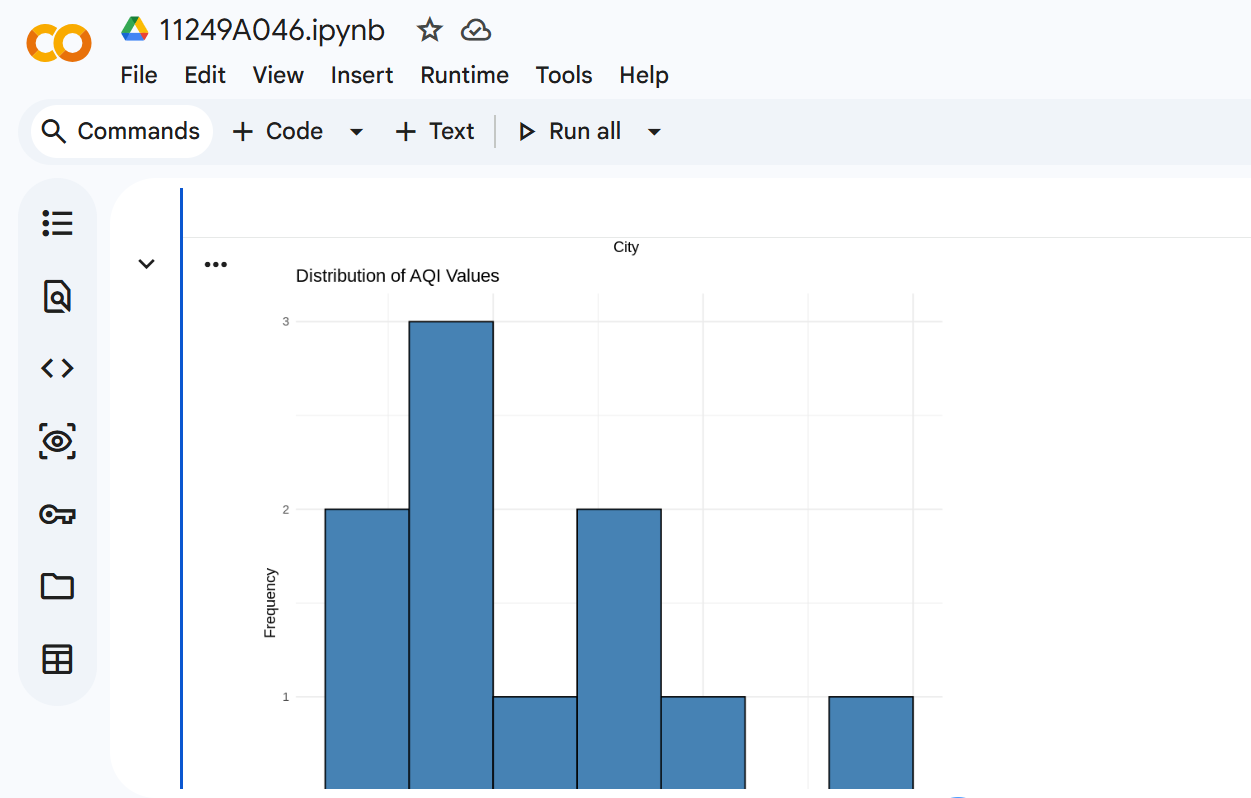 11249A046.ipynb
File Edit View Insert Runtime Tools Help
Commands + Code + Text Run all
City
Distribution of AQI Values
3
2
Frequency
1